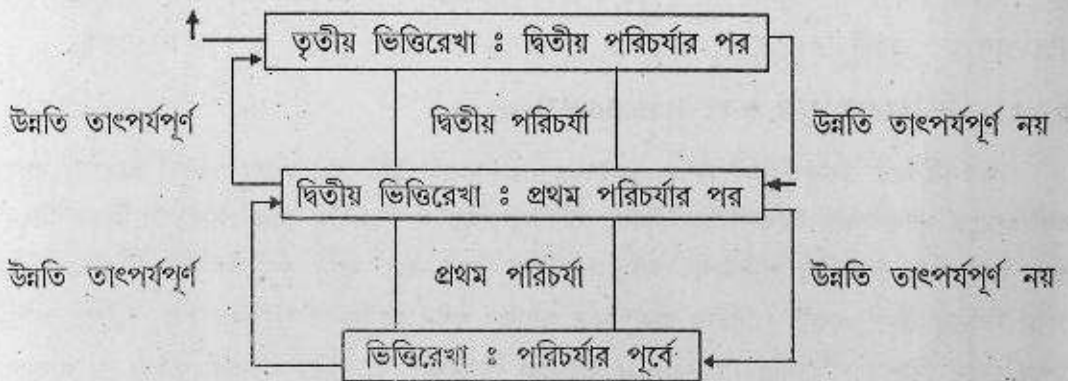 তৃতীয় ভিত্তিরেখা ঃ দ্বিতীয় পরিচর্যার পর
উন্নতি তাৎপর্যপূর্ণ
দ্বিতীয় পরিচর্যা
উন্নতি তাৎপর্যপূর্ণ নয়
দ্বিতীয় ভিত্তিরেখা ঃ প্রথম পরিচর্যার পর
উন্নতি তাৎপর্যপূর্ণ
প্রথম পরিচর্যা
উন্নতি তাৎপর্যপূর্ণ নয়
ভিত্তিরেখা ঃ পরিচর্যার পূর্বে